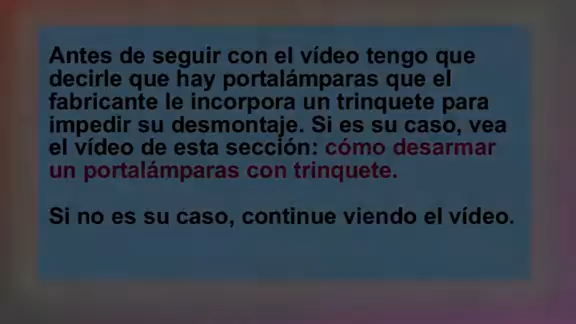 Antes de seguir con el vídeo tengo que
decirle que hay portalámparas que el
fabricante le incorpora un trinquete para
impedir su desmontaje. Si es su caso, vea
el vídeo de esta sección: cómo desarmar
un portalámparas con trinquete.
Si no es su caso, continue viendo el vídeo.